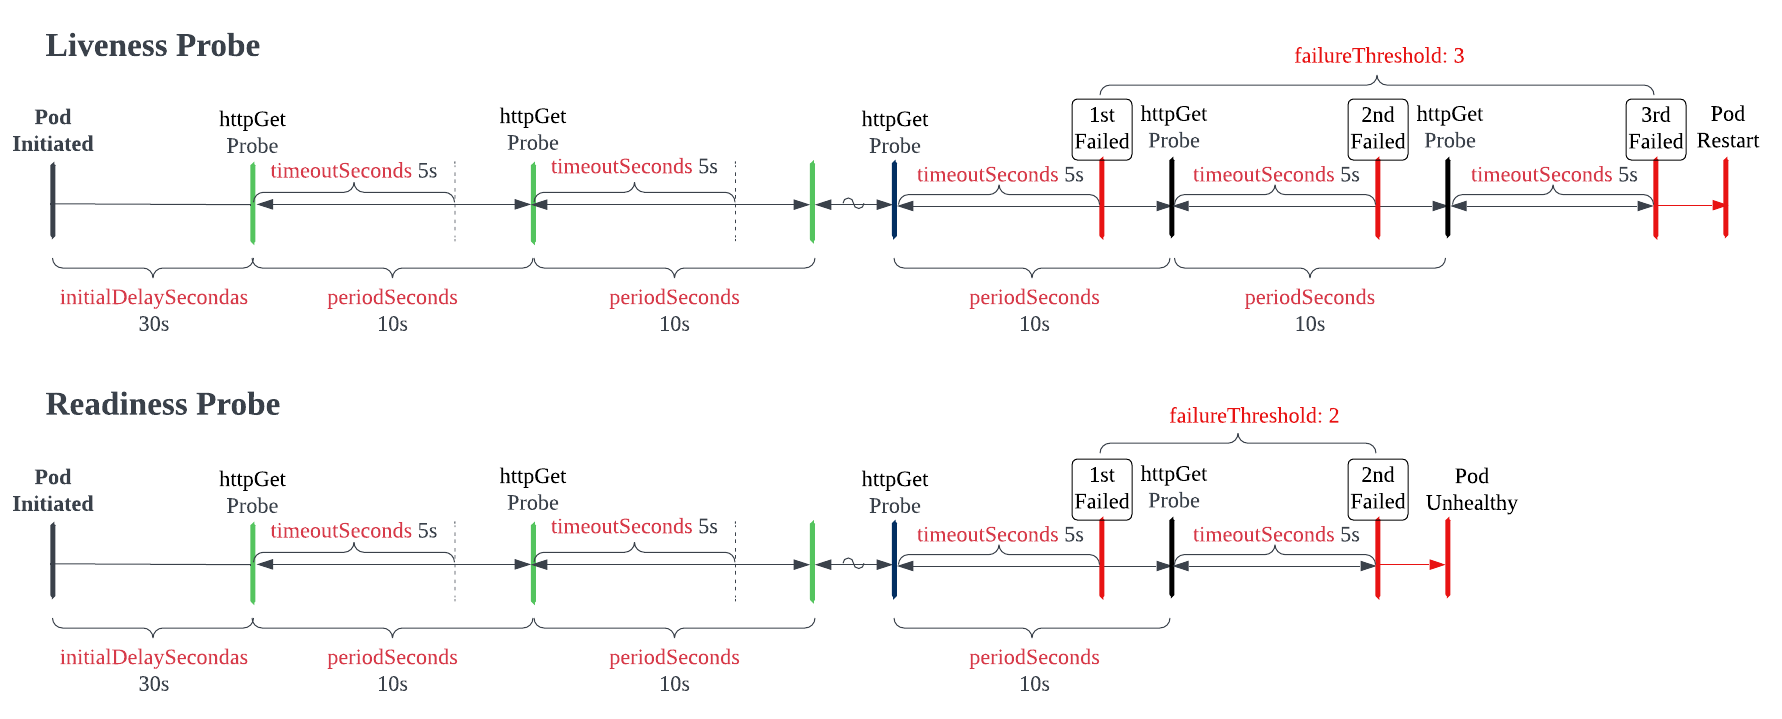 Liveness Probe
failureThreshold: 3
Pod
Initiated
httpGet
Probe
httpGet
Probe
httpGet
Probe
1st
Failed
httpGet
Probe
2nd
Failed
httpGet
Probe
3rd
Failed
Pod
Restart
timeoutSeconds 5s
timeoutSeconds 5s
timeoutSeconds 5s
timeoutSeconds 5s
timeoutSeconds 5s
initialDelaySecondas
30s
periodSeconds
10s
periodSeconds
10s
periodSeconds
10s
periodSeconds
10s
Readiness Probe
failureThreshold: 2
Pod
Initiated
httpGet
Probe
httpGet
Probe
httpGet
Probe
1st
Failed
httpGet
Probe
2nd
Failed
Pod
Unhealthy
timeoutSeconds 5s
timeoutSeconds 5s
timeoutSeconds 5s
timeoutSeconds 5s
initialDelaySecondas
30s
periodSeconds
10s
periodSeconds
10s
periodSeconds
10s